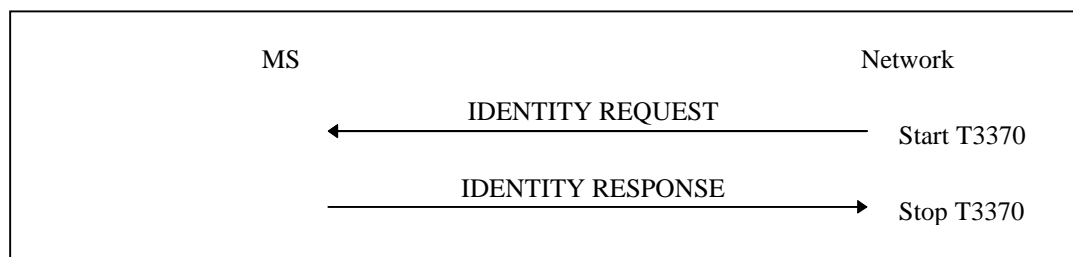 MS
Network
IDENTITY REQUEST
Start T3370
IDENTITY RESPONSE
Stop T3370